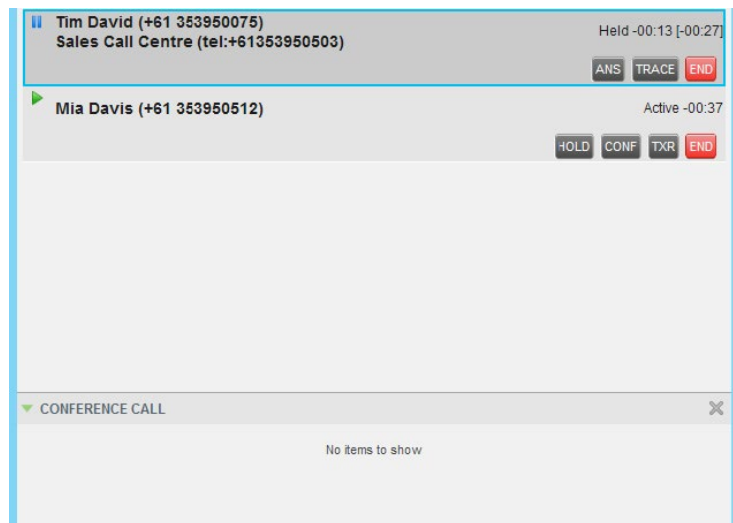 Tim David (+61 353950075)
Sales Call Centre (tel:+61353950503)
Held -00:13 [-00:27]
ANS TRACE END
Mia Davis (+61 353950512)
Active -00:37
HOLD CONF TXR END
CONFERENCE CALL
No items to show